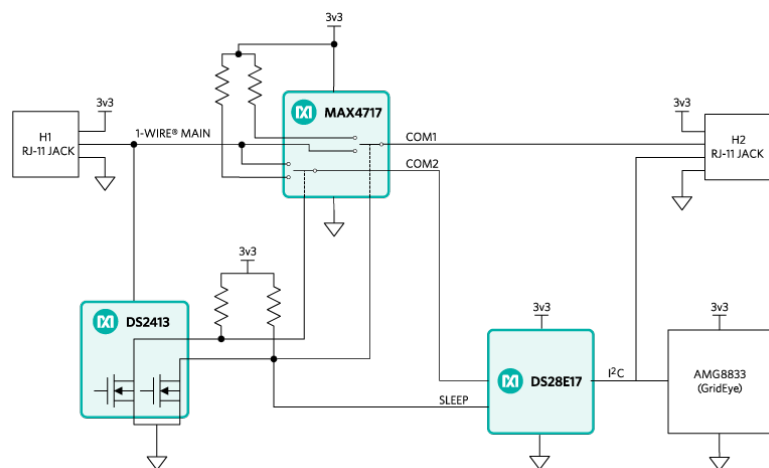 3v3
MAX4717
3v3
H1
RJ-11 JACK
1-WIRE® MAIN
COM1
COM2
3v3
H2
RJ-11 JACK
3v3
DS2413
3v3
DS28E17
SLEEP
I²C
3v3
AMG8833
(GridEye)